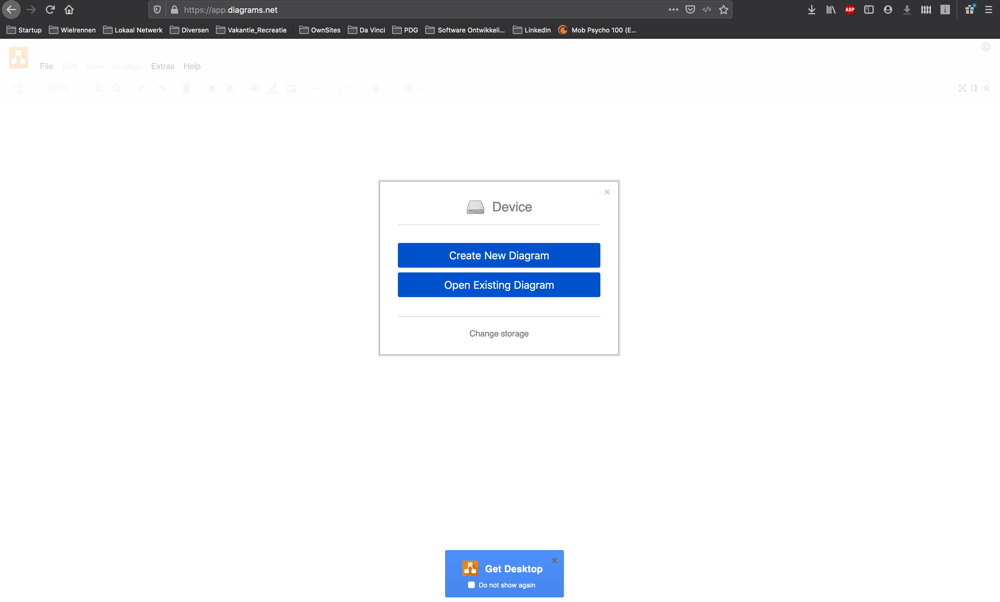 https://app.diagrams.net
ABP
Startup Wielrennen Lokaal Netwerk Diversen Vakantie_Recreatie OwnSites Da Vinci PDG Software Ontwikkeli... LinkedIn Mob Psycho 100 (E...
File Edit View Arrange Extras Help
100%
Device
Create New Diagram
Open Existing Diagram
Change storage
Get Desktop
Do not show again